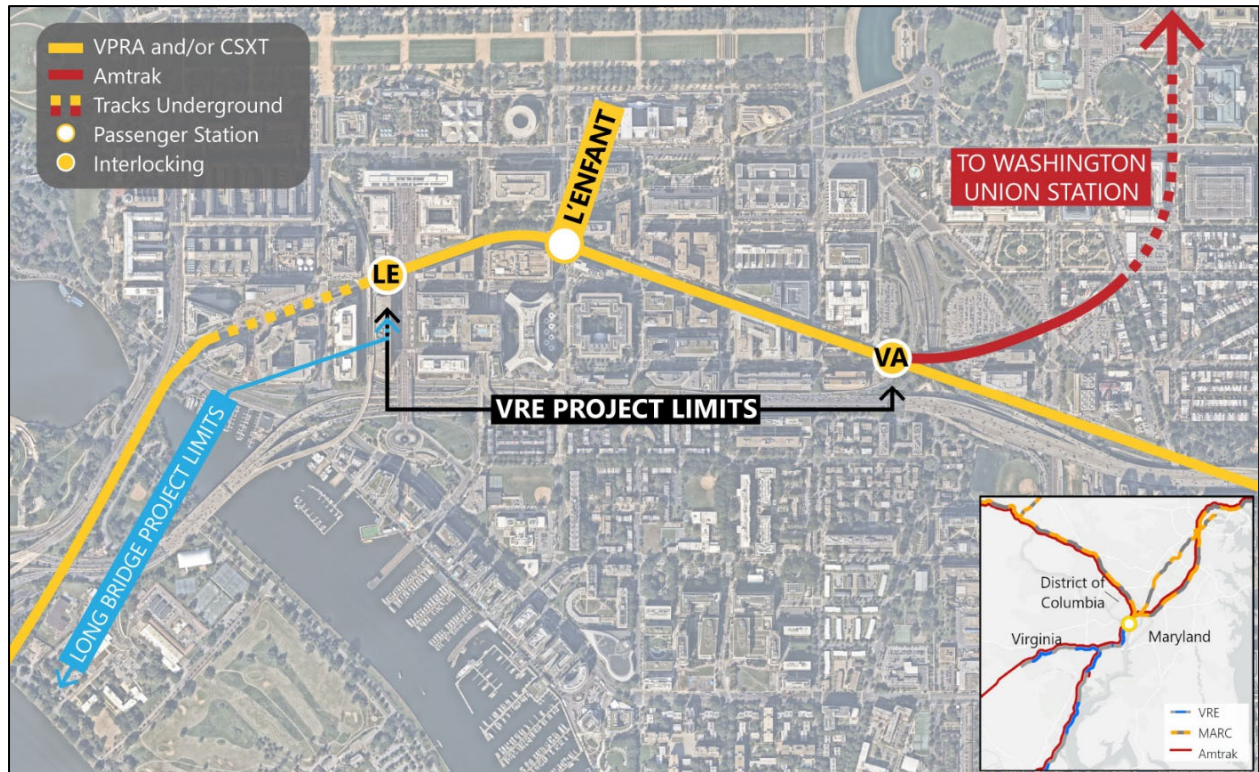 VPRA and/or CSXT
Amtrak
Tracks Underground
Passenger Station
Interlocking
L'ENFANT
TO WASHINGTON
UNION STATION
LE
VA
VRE PROJECT LIMITS
LONG BRIDGE PROJECT LIMITS
District of
Columbia
Virginia
Maryland
VRE
MARC
Amtrak